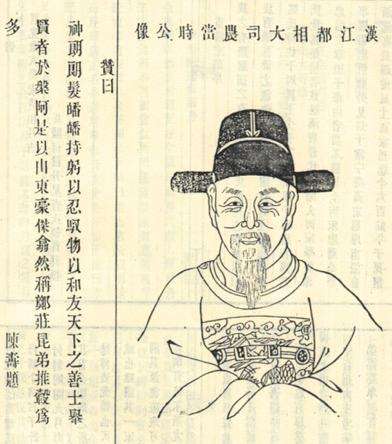 漢江都相大司農當時公像
贊曰
神朗朗髮皤皤持躬以忍馭物以和友天下之善士舉
賢者於槃阿是以山東豪傑翕然稱鄭莊昆弟推轂爲
多 陳壽題